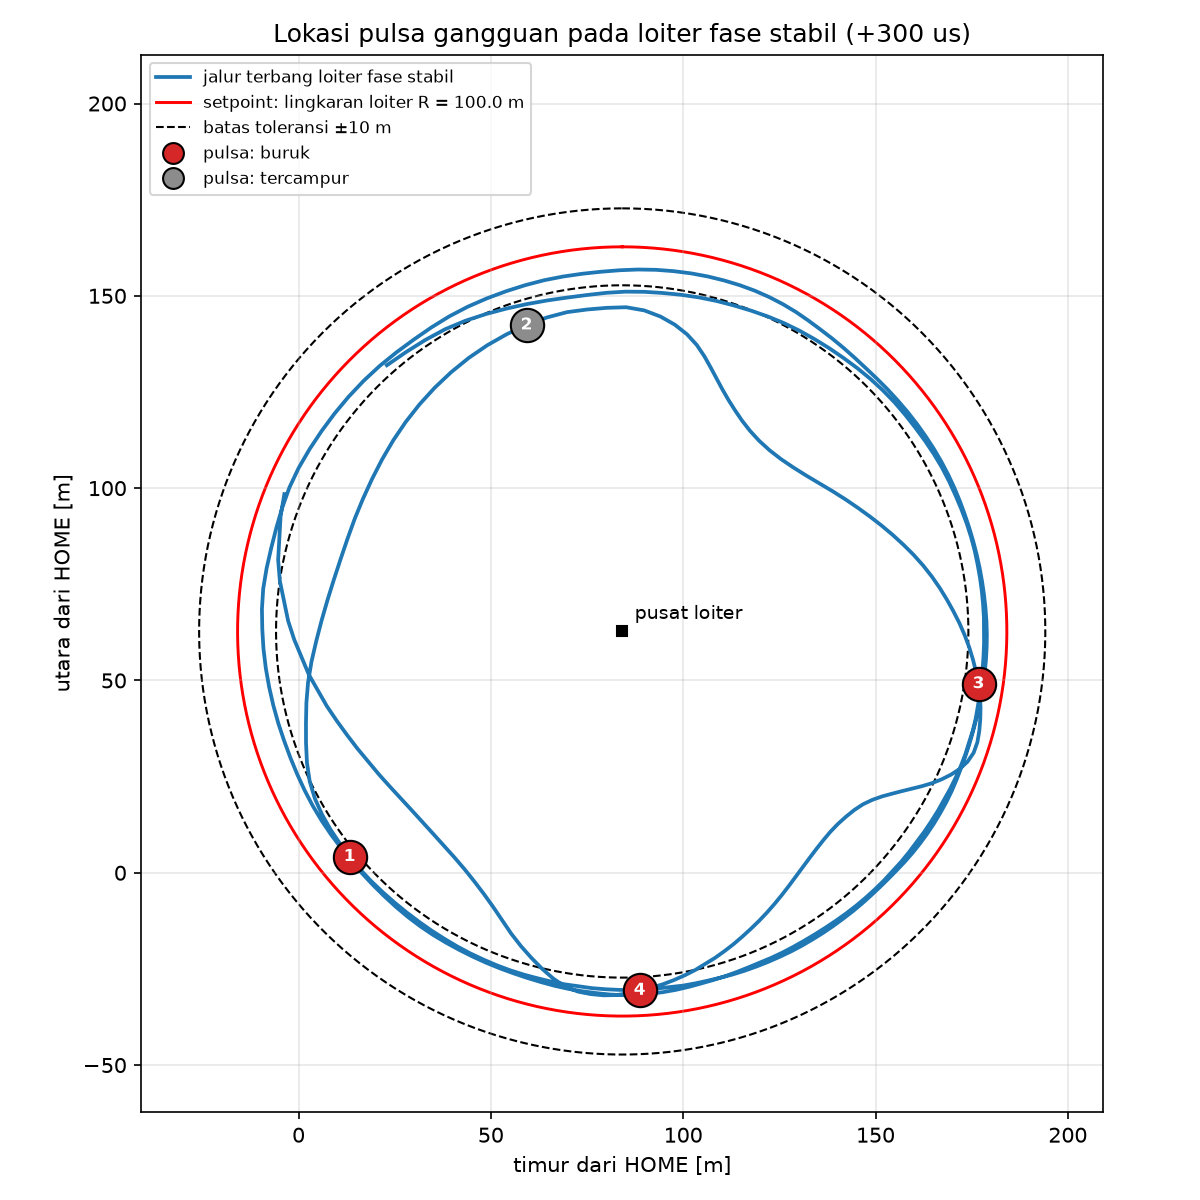 Lokasi pulsa gangguan pada loiter fase stabil (+300 us)
jalur terbang loiter fase stabil
setpoint: lingkaran loiter R = 100.0 m
batas toleransi ±10 m
pulsa: buruk
pulsa: tercampur
200
150
100
50
0
−50
utara dari HOME [m]
2
pusat loiter
3
1
4
0
50
100
150
200
timur dari HOME [m]